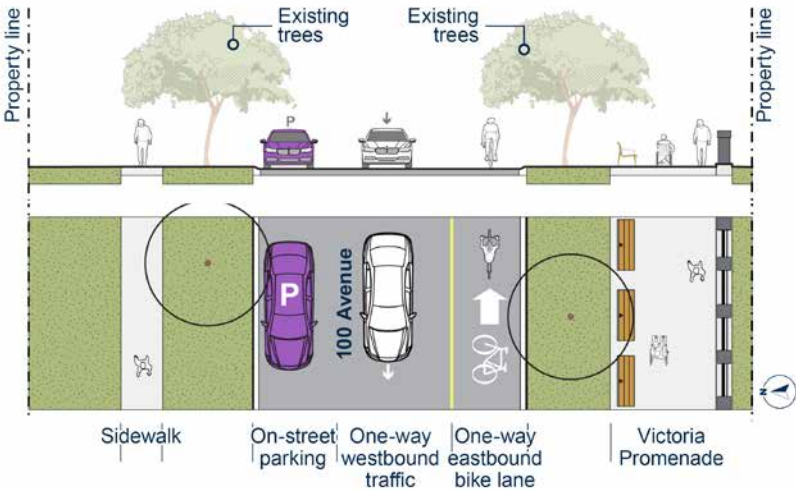 Property line
Existing
trees
Existing
trees
Property line
P
P
100 Avenue
N
Sidewalk
On-street
parking
One-way
westbound
traffic
One-way
eastbound
bike lane
Victoria
Promenade